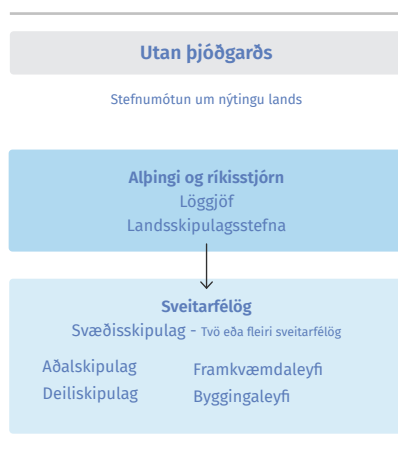 Utan þjóðgarðs
Stefnumótun um nýtingu lands
Alþingi og ríkisstjórn
Löggjöf
Landsskipulagsstefna
Sveitarfélög
Svæðisskipulag - Tvö eða fleiri sveitarfélög
Aðalskipulag
Deiliskipulag
Framkvæmdaleyfi
Byggingaleyfi